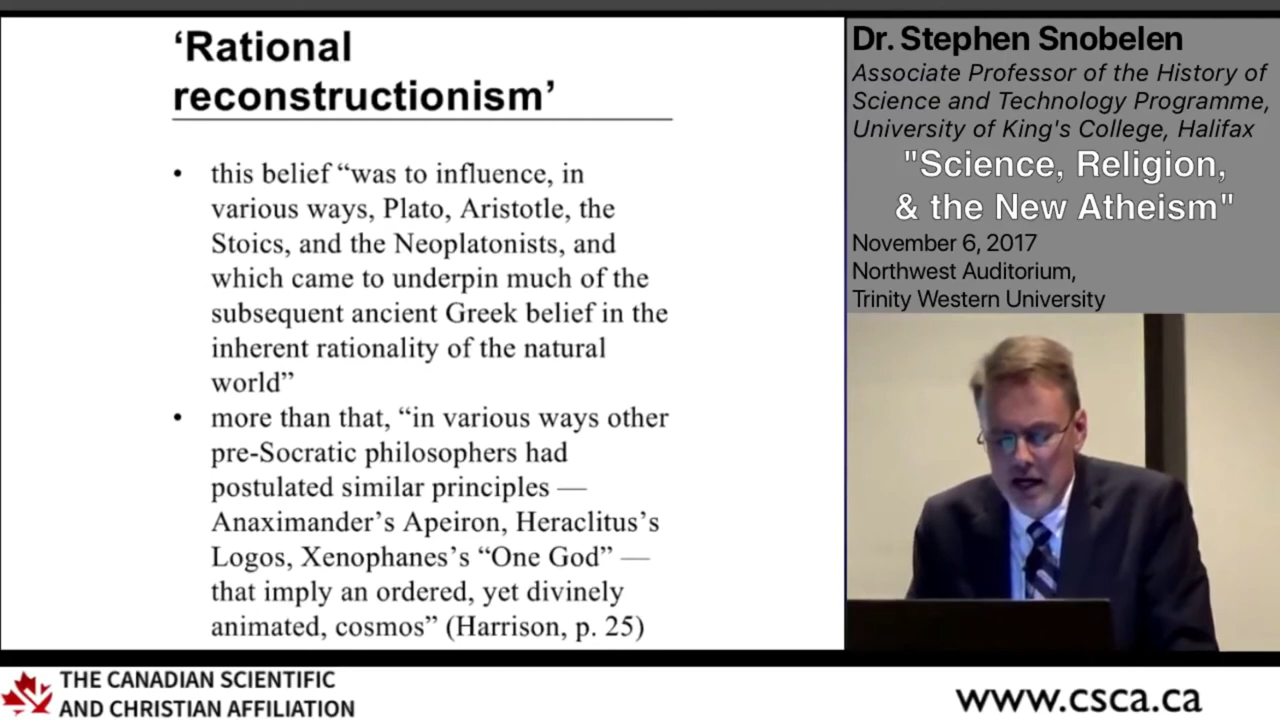 ‘Rational
reconstructionism’
• this belief “was to influence, in
various ways, Plato, Aristotle, the
Stoics, and the Neoplatonists, and
which came to underpin much of the
subsequent ancient Greek belief in the
inherent rationality of the natural
world”
• more than that, “in various ways other
pre-Socratic philosophers had
postulated similar principles —
Anaximander’s Apeiron, Heraclitus’s
Logos, Xenophanes’s “One God” —
that imply an ordered, yet divinely
animated, cosmos” (Harrison, p. 25)
Dr. Stephen Snobelen
Associate Professor of the History of
Science and Technology Programme,
University of King's College, Halifax
"Science, Religion,
& the New Atheism"
November 6, 2017
Northwest Auditorium,
Trinity Western University
THE CANADIAN SCIENTIFIC
AND CHRISTIAN AFFILIATION
www.csca.ca